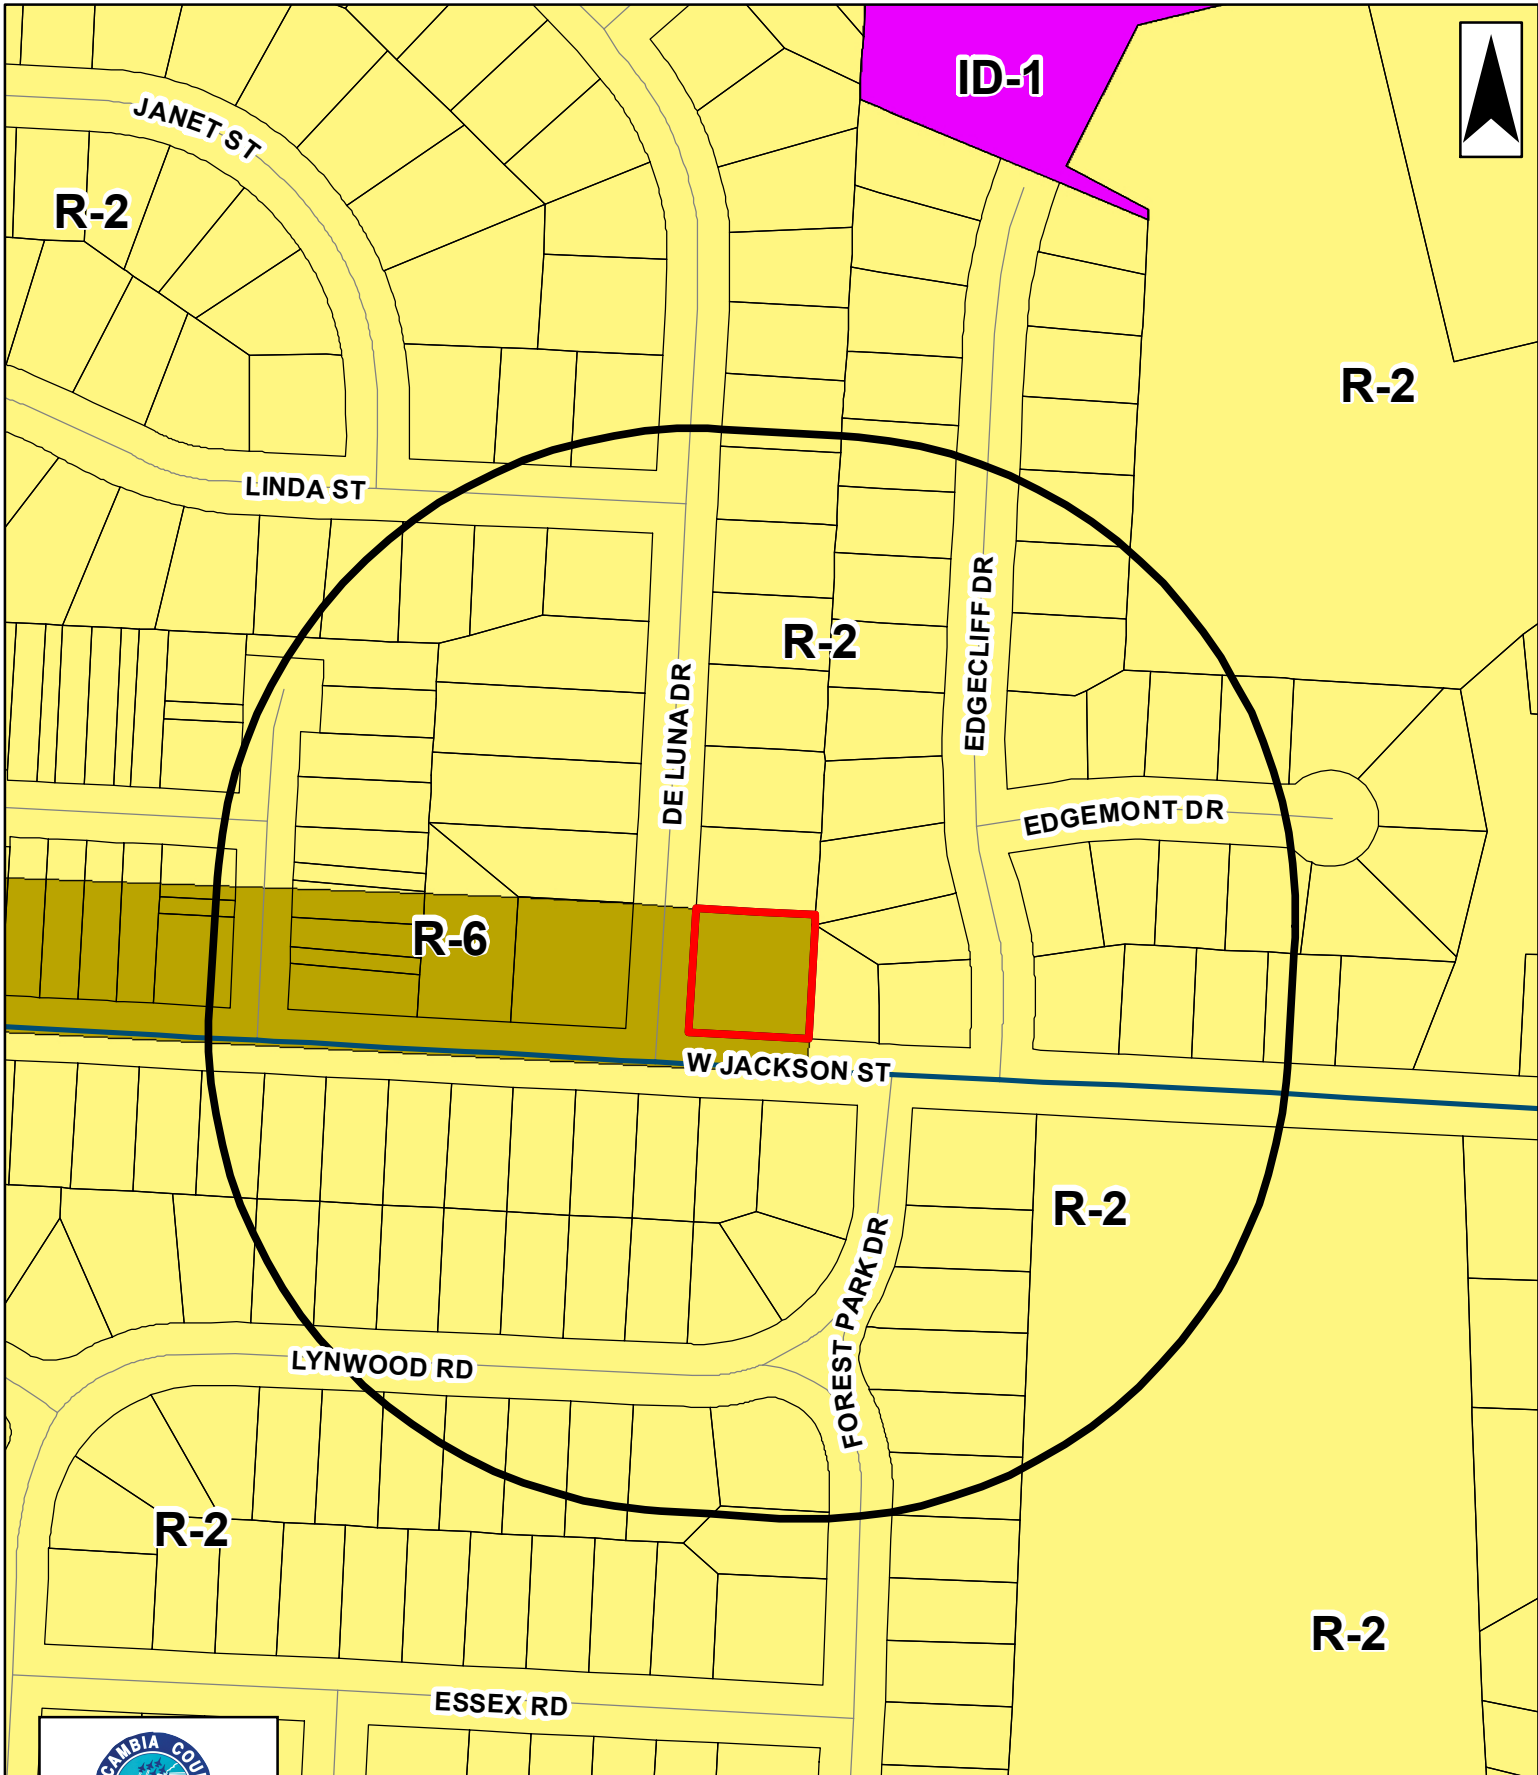 ID-1
JANET ST
R-2
R-2
LINDA ST
EDGECLIFF DR
R-2
DE LUNA DR
EDGEMONT DR
R-6
W JACKSON ST
R-2
FOREST PARK DR
LYNWOOD RD
R-2
R-2
ESSEX RD